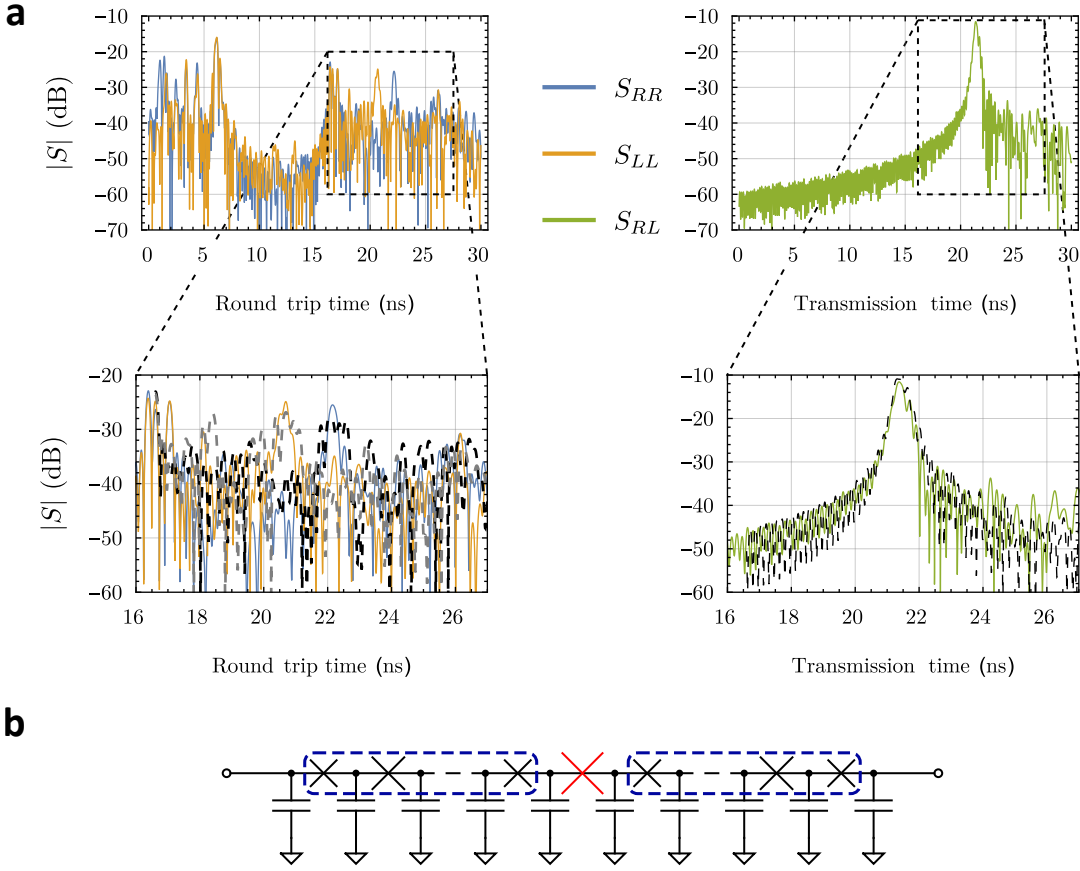 a
|S| (dB)
−10
−20
−30
−40
−50
−60
−70
0 5 10 15 20 25 30
Round trip time (ns)
S_RR
S_LL
S_RL
−10
−20
−30
−40
−50
−60
−70
0 5 10 15 20 25 30
Transmission time (ns)
|S| (dB)
−20
−30
−40
−50
−60
16 18 20 22 24 26
Round trip time (ns)
−10
−20
−30
−40
−50
−60
16 18 20 22 24 26
Transmission time (ns)
b